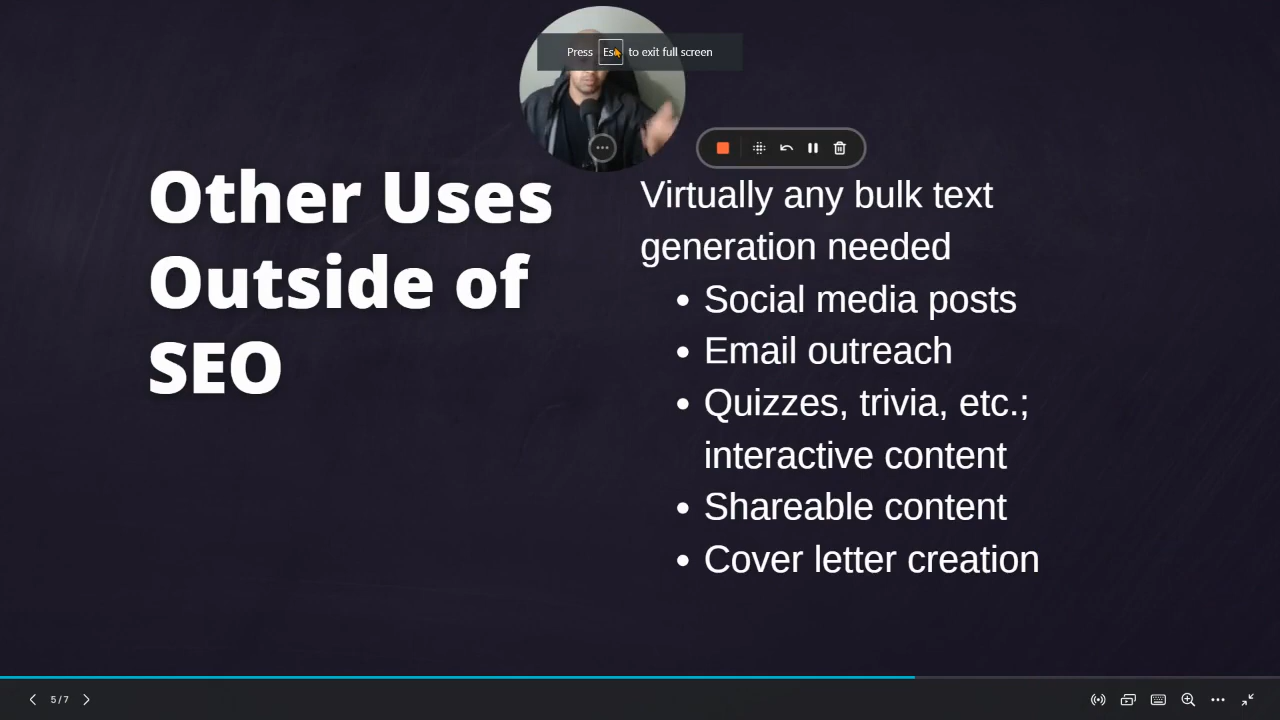 Press Esc to exit full screen
Other Uses
Outside of
SEO
Virtually any bulk text
generation needed
• Social media posts
• Email outreach
• Quizzes, trivia, etc.;
interactive content
• Shareable content
• Cover letter creation
5/7